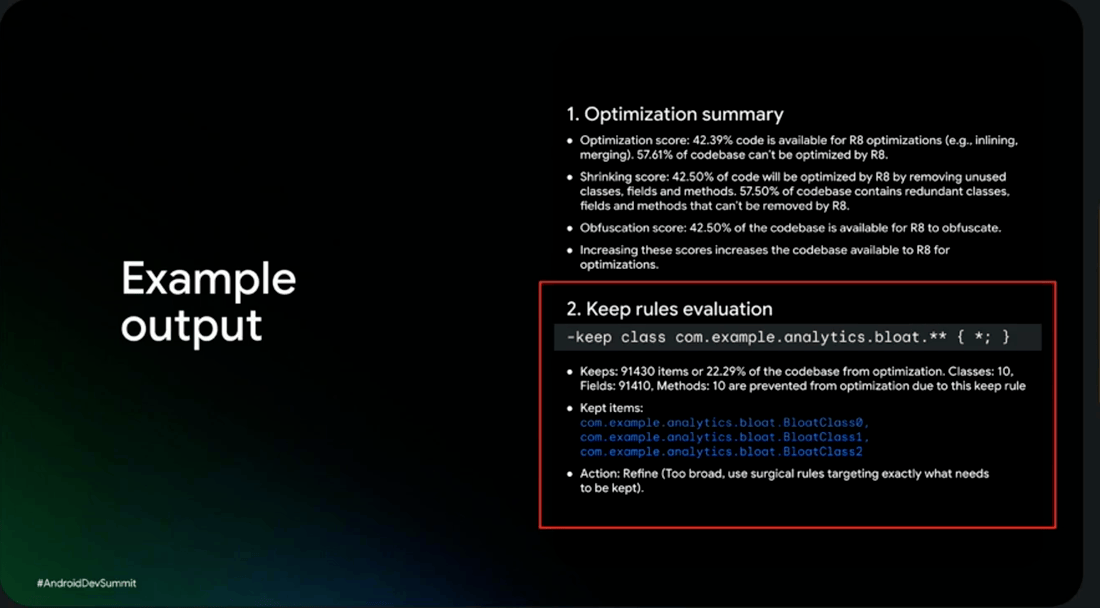 Example
output
1. Optimization summary
• Optimization score: 42.39% code is available for R8 optimizations (e.g., inlining,
merging). 57.61% of codebase can't be optimized by R8.
• Shrinking score: 42.50% of code will be optimized by R8 by removing unused
classes, fields and methods. 57.50% of codebase contains redundant classes,
fields and methods that can't be removed by R8.
• Obfuscation score: 42.50% of the codebase is available for R8 to obfuscate.
• Increasing these scores increases the codebase available to R8 for
optimizations.
2. Keep rules evaluation
-keep class com.example.analytics.bloat.** { *; }
• Keeps: 91430 items or 22.29% of the codebase from optimization. Classes: 10,
Fields: 91410, Methods: 10 are prevented from optimization due to this keep rule
• Kept items:
com.example.analytics.bloat.BloatClass0,
com.example.analytics.bloat.BloatClass1,
com.example.analytics.bloat.BloatClass2
• Action: Refine (Too broad, use surgical rules targeting exactly what needs
to be kept).
#AndroidDevSummit